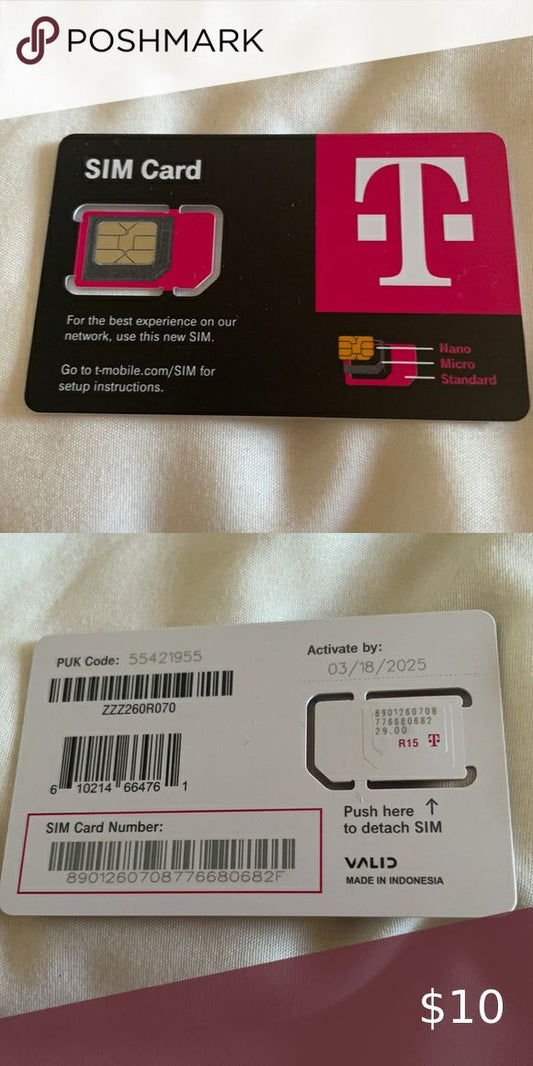 POSHMARK
SIM Card
T
For the best experience on our
network, use this new SIM.
Go to t-mobile.com/SIM for
setup instructions.
Nano
Micro
Standard
PUK Code: 55421955
ZZZ260R070
6 10214 66476 1
SIM Card Number:
8901260708776680682F
Activate by:
03/18/2025
8901260708
776680682
29.00
R15 T
Push here ↑
to detach SIM
VALID
MADE IN INDONESIA
$10